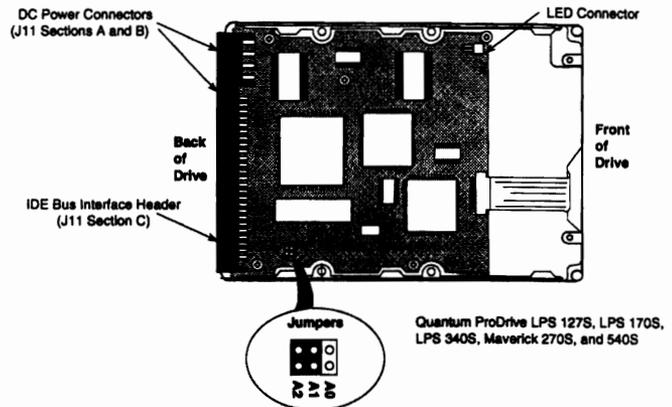 DC Power Connectors
(J11 Sections A and B)
LED Connector
Back
of
Drive
Front
of
Drive
IDE Bus Interface Header
(J11 Section C)
Jumpers
A2 A1 A0
Quantum ProDrive LPS 127S, LPS 170S,
LPS 340S, Maverick 270S, and 540S